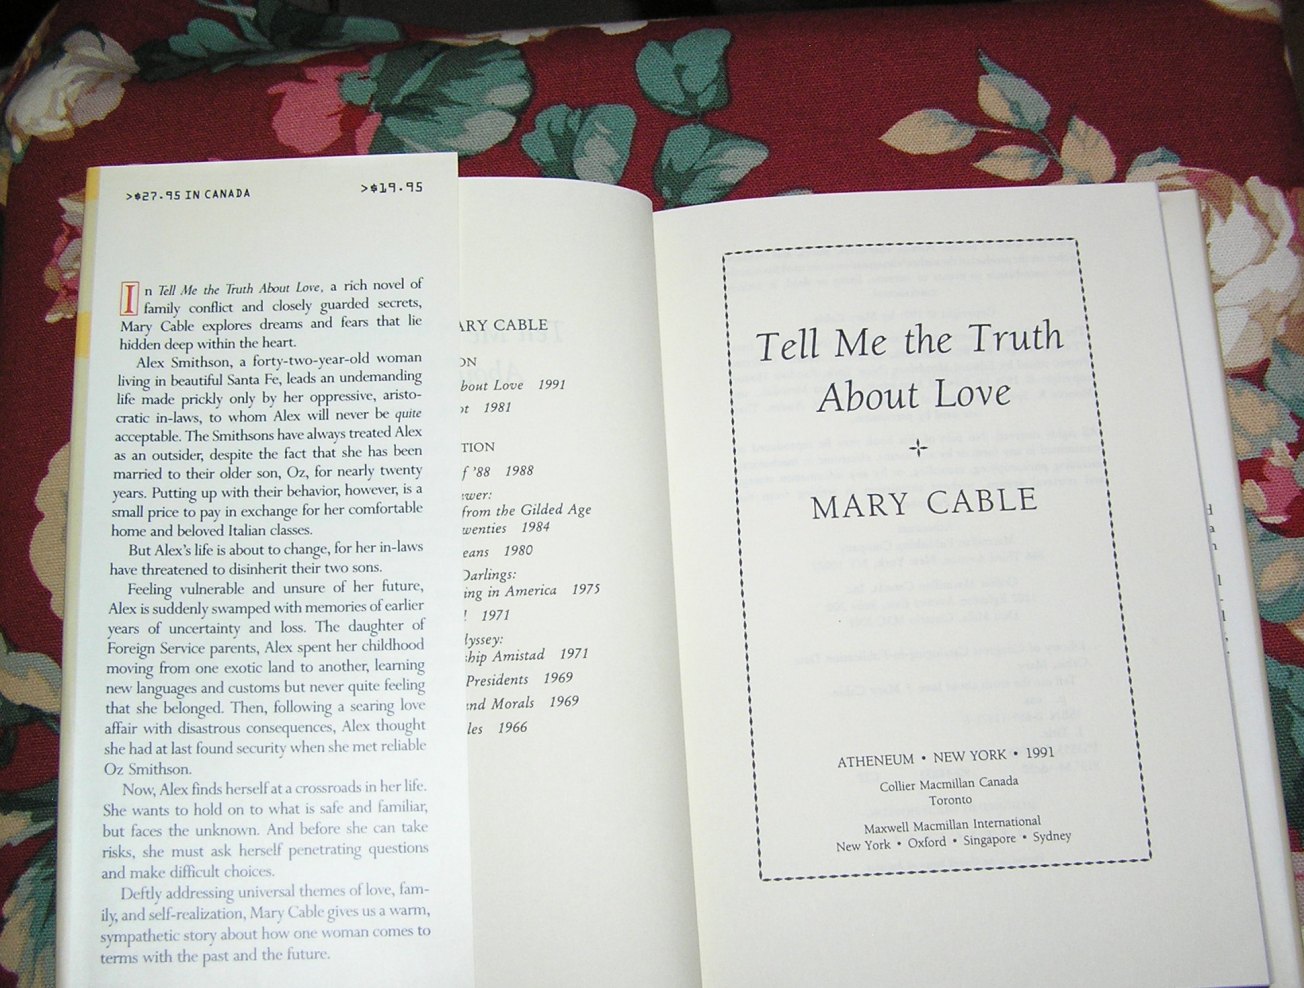 >$27.95 IN CANADA >$19.95
In Tell Me the Truth About Love, a rich novel of
family conflict and closely guarded secrets,
Mary Cable explores dreams and fears that lie
hidden deep within the heart.
Alex Smithson, a forty-two-year-old woman
living in beautiful Santa Fe, leads an undemanding
life made prickly only by her oppressive, aristo-
cratic in-laws, to whom Alex will never be quite
acceptable. The Smithsons have always treated Alex
as an outsider, despite the fact that she has been
married to their older son, Oz, for nearly twenty
years. Putting up with their behavior, however, is a
small price to pay in exchange for her comfortable
home and beloved Italian classes.
But Alex's life is about to change, for her in-laws
have threatened to disinherit their two sons.
Feeling vulnerable and unsure of her future,
Alex is suddenly swamped with memories of earlier
years of uncertainty and loss. The daughter of
Foreign Service parents, Alex spent her childhood
moving from one exotic land to another, learning
new languages and customs but never quite feeling
that she belonged. Then, following a searing love
affair with disastrous consequences, Alex thought
she had at last found security when she met reliable
Oz Smithson.
Now, Alex finds herself at a crossroads in her life.
She wants to hold on to what is safe and familiar,
but faces the unknown. And before she can take
risks, she must ask herself penetrating questions
and make difficult choices.
Deftly addressing universal themes of love, fam-
ily, and self-realization, Mary Cable gives us a warm,
sympathetic story about how one woman comes to
terms with the past and the future.
ARY CABLE
ON
bout Love 1991
ot 1981
TION
f '88 1988
awer:
from the Gilded Age
wenties 1984
eans 1980
Darlings:
ing in America 1975
! 1971
lyssey:
ship Amistad 1971
Presidents 1969
nd Morals 1969
les 1966
Tell Me the Truth
About Love
MARY CABLE
ATHENEUM • NEW YORK • 1991
Collier Macmillan Canada
Toronto
Maxwell Macmillan International
New York • Oxford • Singapore • Sydney